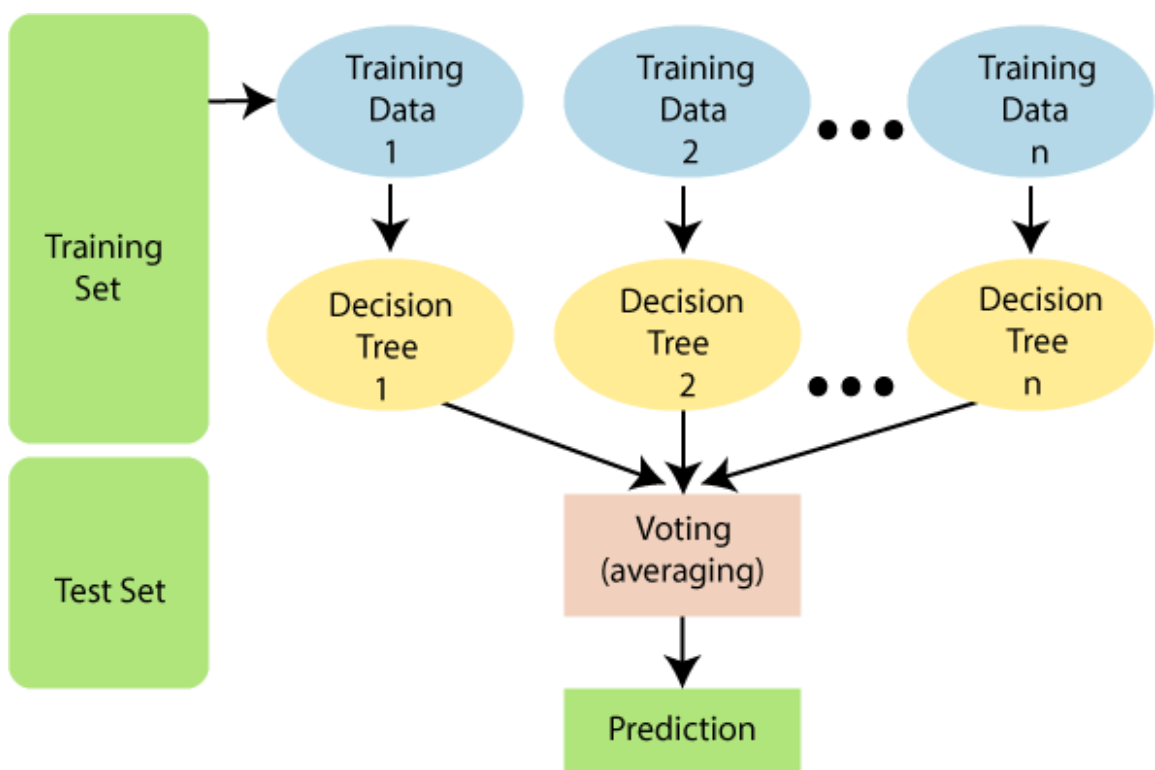 Training
Set
Training
Data
1
Training
Data
2
Training
Data
n
Decision
Tree
1
Decision
Tree
2
Decision
Tree
n
Test Set
Voting
(averaging)
Prediction